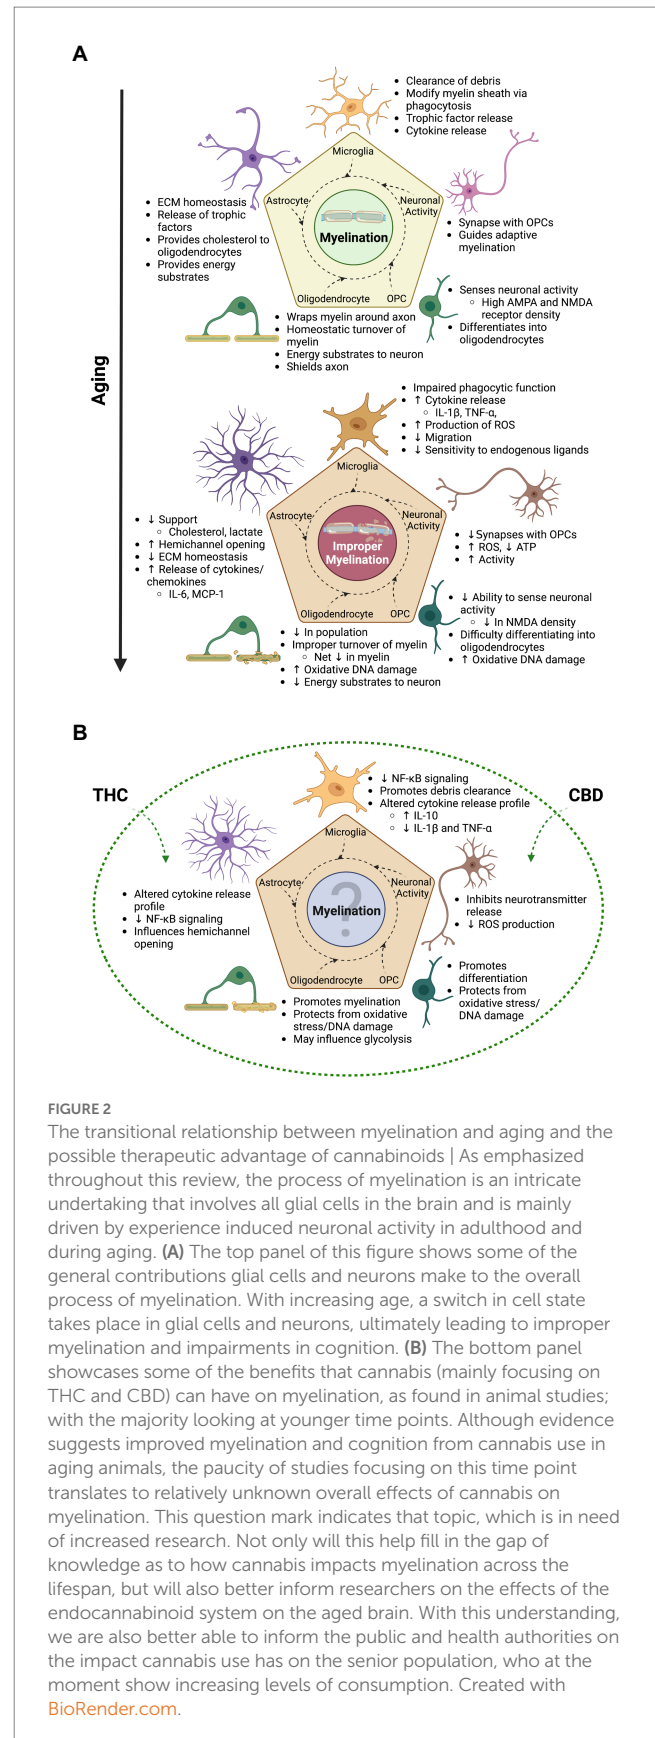 A
Aging
• Clearance of debris
• Modify myelin sheath via
phagocytosis
• Trophic factor release
• Cytokine release
Microglia
Astrocyte
Neuronal
Activity
Myelination
Oligodendrocyte
OPC
• ECM homeostasis
• Release of trophic
factors
• Provides cholesterol to
oligodendrocytes
• Provides energy
substrates
• Synapse with OPCs
• Guides adaptive
myelination
• Senses neuronal activity
○ High AMPA and NMDA
receptor density
• Differentiates into
oligodendrocytes
• Wraps myelin around axon
• Homeostatic turnover of
myelin
• Energy substrates to neuron
• Shields axon
• Impaired phagocytic function
• ↑ Cytokine release
○ IL-1β, TNF-α,
• ↑ Production of ROS
• ↓ Migration
• ↓ Sensitivity to endogenous ligands
Microglia
Astrocyte
Neuronal
Activity
Improper
Myelination
Oligodendrocyte
OPC
• ↓ Support
○ Cholesterol, lactate
• ↑ Hemichannel opening
• ↓ ECM homeostasis
• ↑ Release of cytokines/
chemokines
○ IL-6, MCP-1
• ↓Synapses with OPCs
• ↑ ROS, ↓ ATP
• ↑ Activity
• ↓ Ability to sense neuronal
activity
○ ↓ In NMDA density
• Difficulty differentiating into
oligodendrocytes
• ↑ Oxidative DNA damage
• ↓ In population
• Improper turnover of myelin
○ Net ↓ in myelin
• ↑ Oxidative DNA damage
• ↓ Energy substrates to neuron
B
THC
CBD
• ↓ NF-κB signaling
• Promotes debris clearance
• Altered cytokine release profile
○ ↑ IL-10
○ ↓ IL-1β and TNF-α
Microglia
Astrocyte
Neuronal
Activity
?
Myelination
Oligodendrocyte
OPC
• Altered cytokine release
profile
• ↓ NF-κB signaling
• Influences hemichannel
opening
• Inhibits neurotransmitter
release
• ↓ ROS production
• Promotes
differentiation
• Protects from
oxidative stress/
DNA damage
• Promotes myelination
• Protects from oxidative
stress/DNA damage
• May influence glycolysis
FIGURE 2
The transitional relationship between myelination and aging and the
possible therapeutic advantage of cannabinoids | As emphasized
throughout this review, the process of myelination is an intricate
undertaking that involves all glial cells in the brain and is mainly
driven by experience induced neuronal activity in adulthood and
during aging. (A) The top panel of this figure shows some of the
general contributions glial cells and neurons make to the overall
process of myelination. With increasing age, a switch in cell state
takes place in glial cells and neurons, ultimately leading to improper
myelination and impairments in cognition. (B) The bottom panel
showcases some of the benefits that cannabis (mainly focusing on
THC and CBD) can have on myelination, as found in animal studies;
with the majority looking at younger time points. Although evidence
suggests improved myelination and cognition from cannabis use in
aging animals, the paucity of studies focusing on this time point
translates to relatively unknown overall effects of cannabis on
myelination. This question mark indicates that topic, which is in need
of increased research. Not only will this help fill in the gap of
knowledge as to how cannabis impacts myelination across the
lifespan, but will also better inform researchers on the effects of the
endocannabinoid system on the aged brain. With this understanding,
we are also better able to inform the public and health authorities on
the impact cannabis use has on the senior population, who at the
moment show increasing levels of consumption. Created with
BioRender.com.